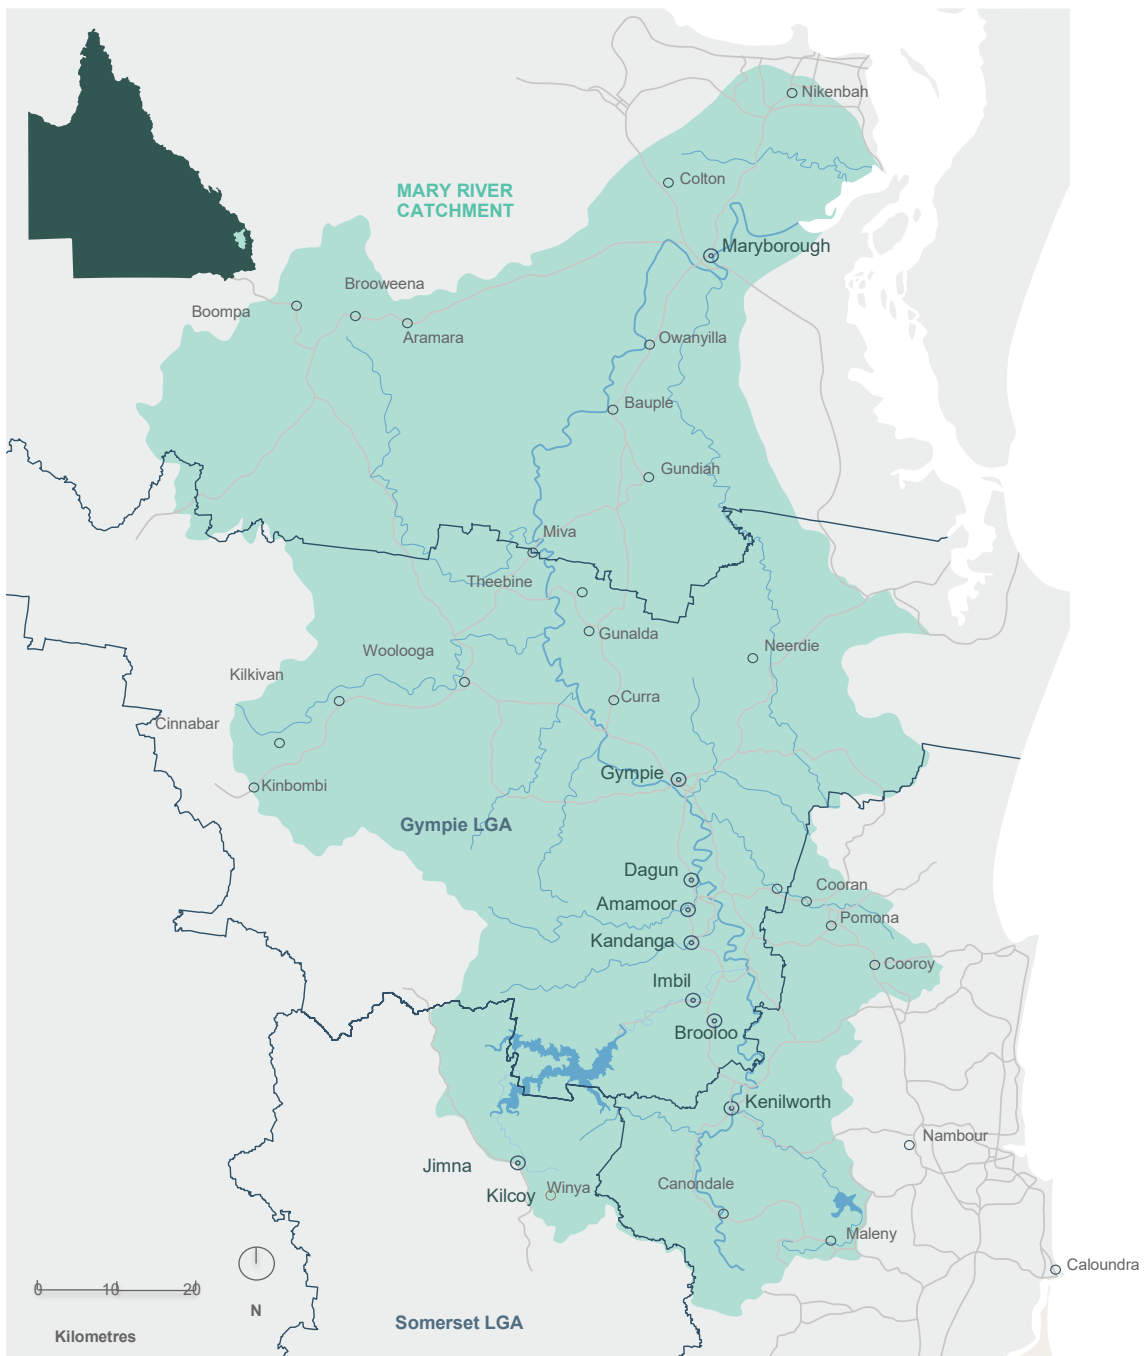 Nikenbah
Colton
MARY RIVER
CATCHMENT
Maryborough
Brooweena
Boompa
Aramara
Owanyilla
Bauple
Gundiah
Miva
Theebine
Gunalda
Neerdie
Woolooga
Kilkivan
Curra
Cinnabar
Gympie
Kinbombi
Gympie LGA
Dagun
Cooran
Amamoor
Pomona
Kandanga
Cooroy
Imbil
Brooloo
Kenilworth
Nambour
Jimna
Canondale
Winya
Kilcoy
Maleny
Caloundra
0 10 20
N
Somerset LGA
Kilometres